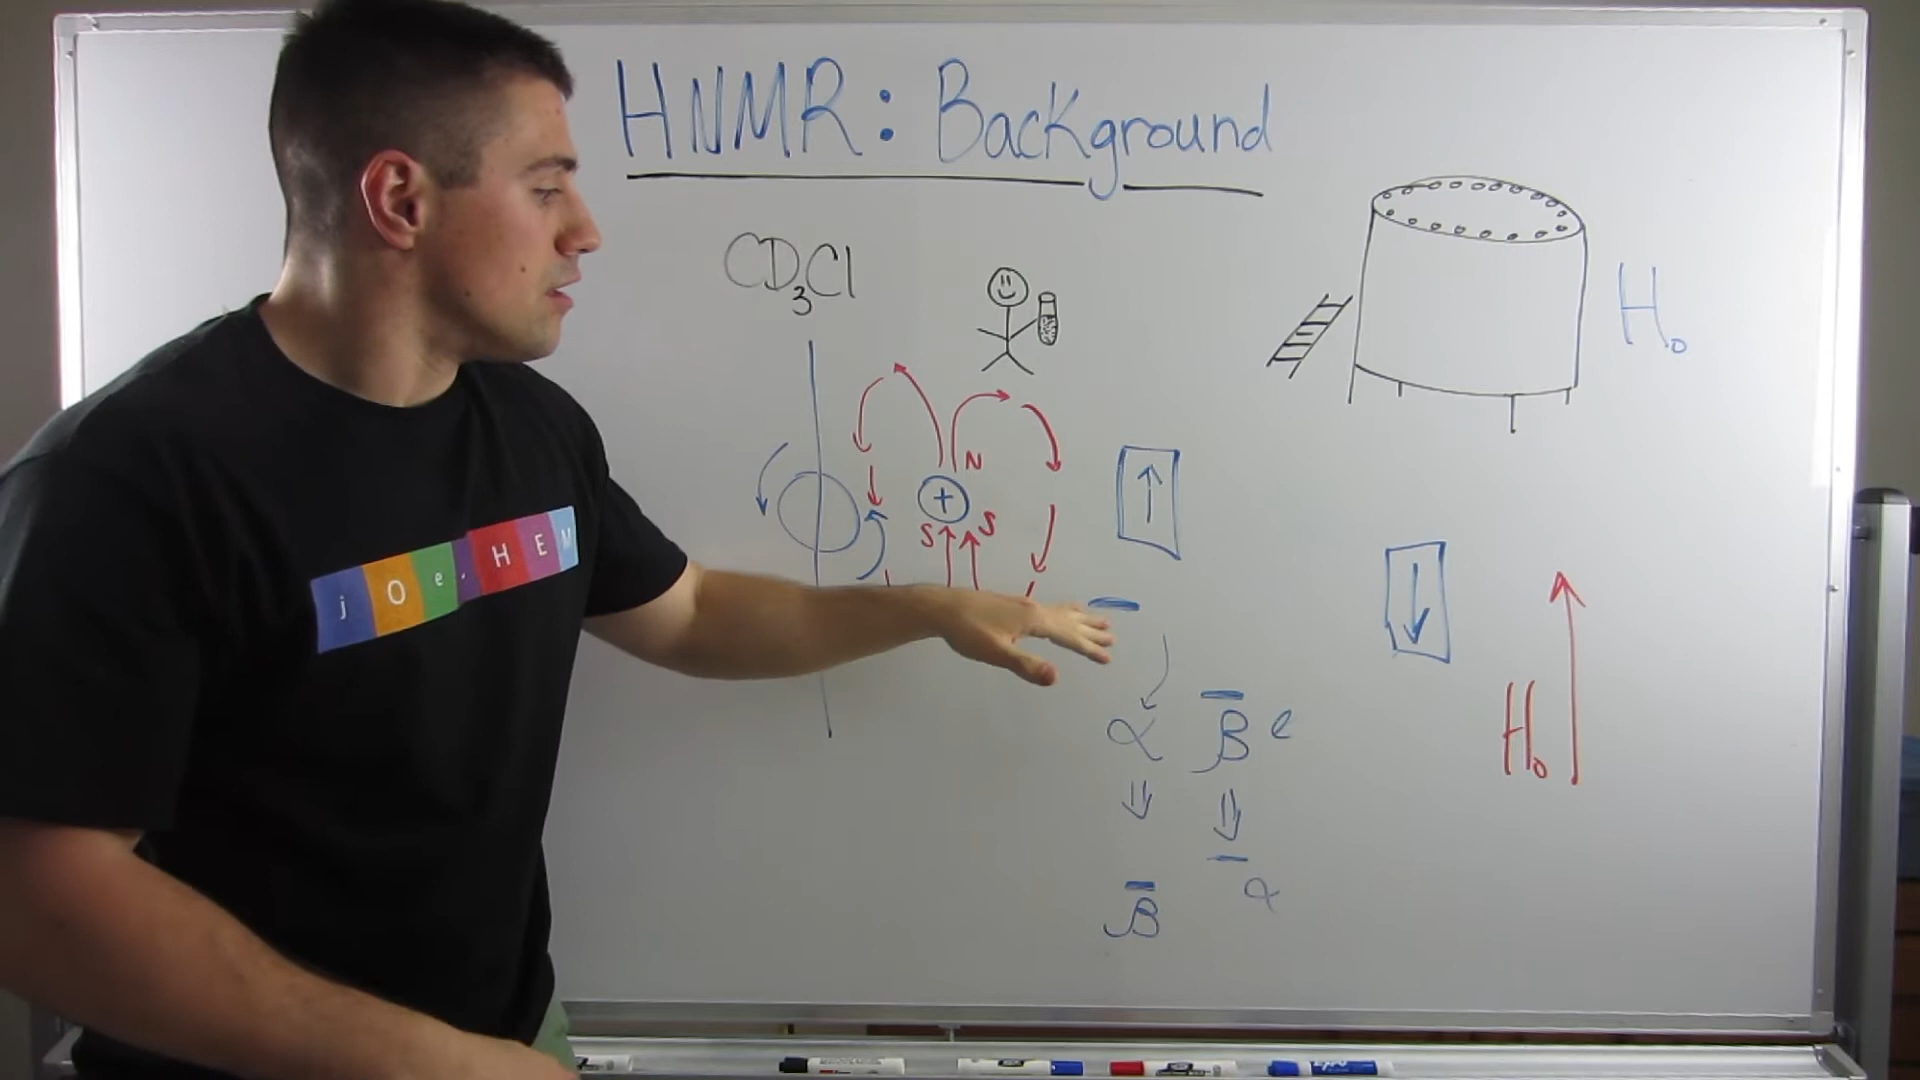 HNMR: Background
CD3Cl
H0
N
+
S S
jOe.HEM
α β e
H0
α
β